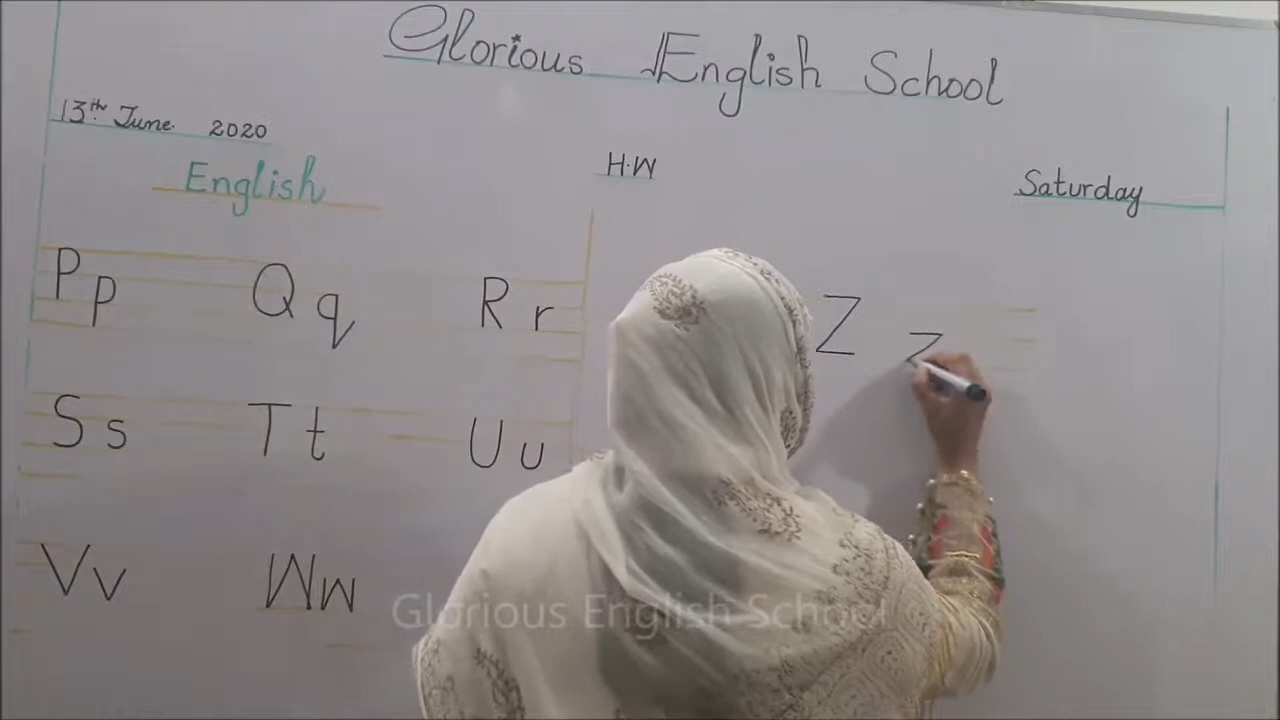 Glorious English School
13th June. 2020
H.W
Saturday
English
Pp Qq Rr
Z z
Ss Tt Uu
Vv Ww
Glorious English School